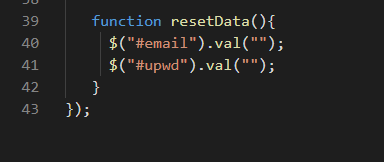 39 function resetData(){
40 $("#email").val("");
41 $("#upwd").val("");
42 }
43 });